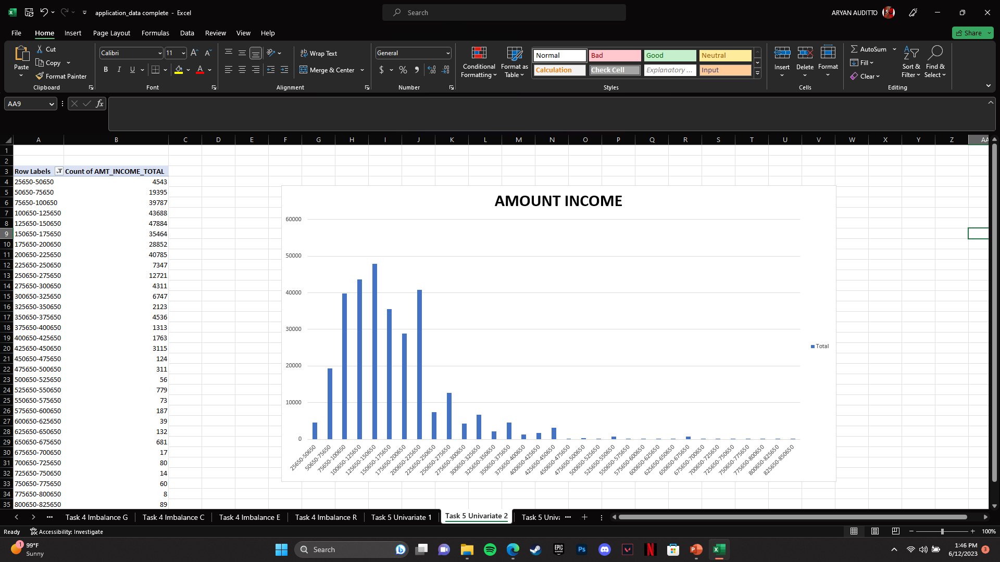 application_data complete - Excel
Search
ARYAN AUDITTO
File Home Insert Page Layout Formulas Data Review View Help
Share
Paste
Cut
Copy
Format Painter
Clipboard
Calibri 11
B I U
Font
Wrap Text
Merge & Center
Alignment
General
$ % 9
Number
Conditional Formatting
Format as Table
Normal Bad Good Neutral
Calculation Check Cell Explanatory ... Input
Styles
Insert Delete Format
Cells
AutoSum
Fill
Clear
Sort & Filter
Find & Select
Editing
AA9
fx
A B C D E F G H I J K L M N O P Q R S T U V W X Y Z AA
1
2
3 Row Labels Count of AMT_INCOME_TOTAL
4 25650-50650 4543
5 50650-75650 19395
6 75650-100650 39787
7 100650-125650 43688
8 125650-150650 47884
9 150650-175650 35464
10 175650-200650 28852
11 200650-225650 40785
12 225650-250650 7347
13 250650-275650 12721
14 275650-300650 4311
15 300650-325650 6747
16 325650-350650 2123
17 350650-375650 4536
18 375650-400650 1313
19 400650-425650 1763
20 425650-450650 3115
21 450650-475650 124
22 475650-500650 311
23 500650-525650 56
24 525650-550650 779
25 550650-575650 73
26 575650-600650 187
27 600650-625650 39
28 625650-650650 132
29 650650-675650 681
30 675650-700650 17
31 700650-725650 80
32 725650-750650 14
33 750650-775650 60
34 775650-800650 8
35 800650-825650 89
AMOUNT INCOME
60000
50000
40000
30000
20000
10000
0
25650-50650
50650-75650
75650-100650
100650-125650
125650-150650
150650-175650
175650-200650
200650-225650
225650-250650
250650-275650
275650-300650
300650-325650
325650-350650
350650-375650
375650-400650
400650-425650
425650-450650
450650-475650
475650-500650
500650-525650
525650-550650
550650-575650
575650-600650
600650-625650
625650-650650
650650-675650
675650-700650
700650-725650
725650-750650
750650-775650
775650-800650
800650-825650
825650-850650
Total
Task 4 Imbalance G Task 4 Imbalance C Task 4 Imbalance E Task 4 Imbalance R Task 5 Univariate 1 Task 5 Univariate 2 Task 5 Univa
Ready Accessibility: Investigate
100%
1
99°F
Sunny
Search
EPIC GAMES
Ps
1:46 PM
6/12/2023
3